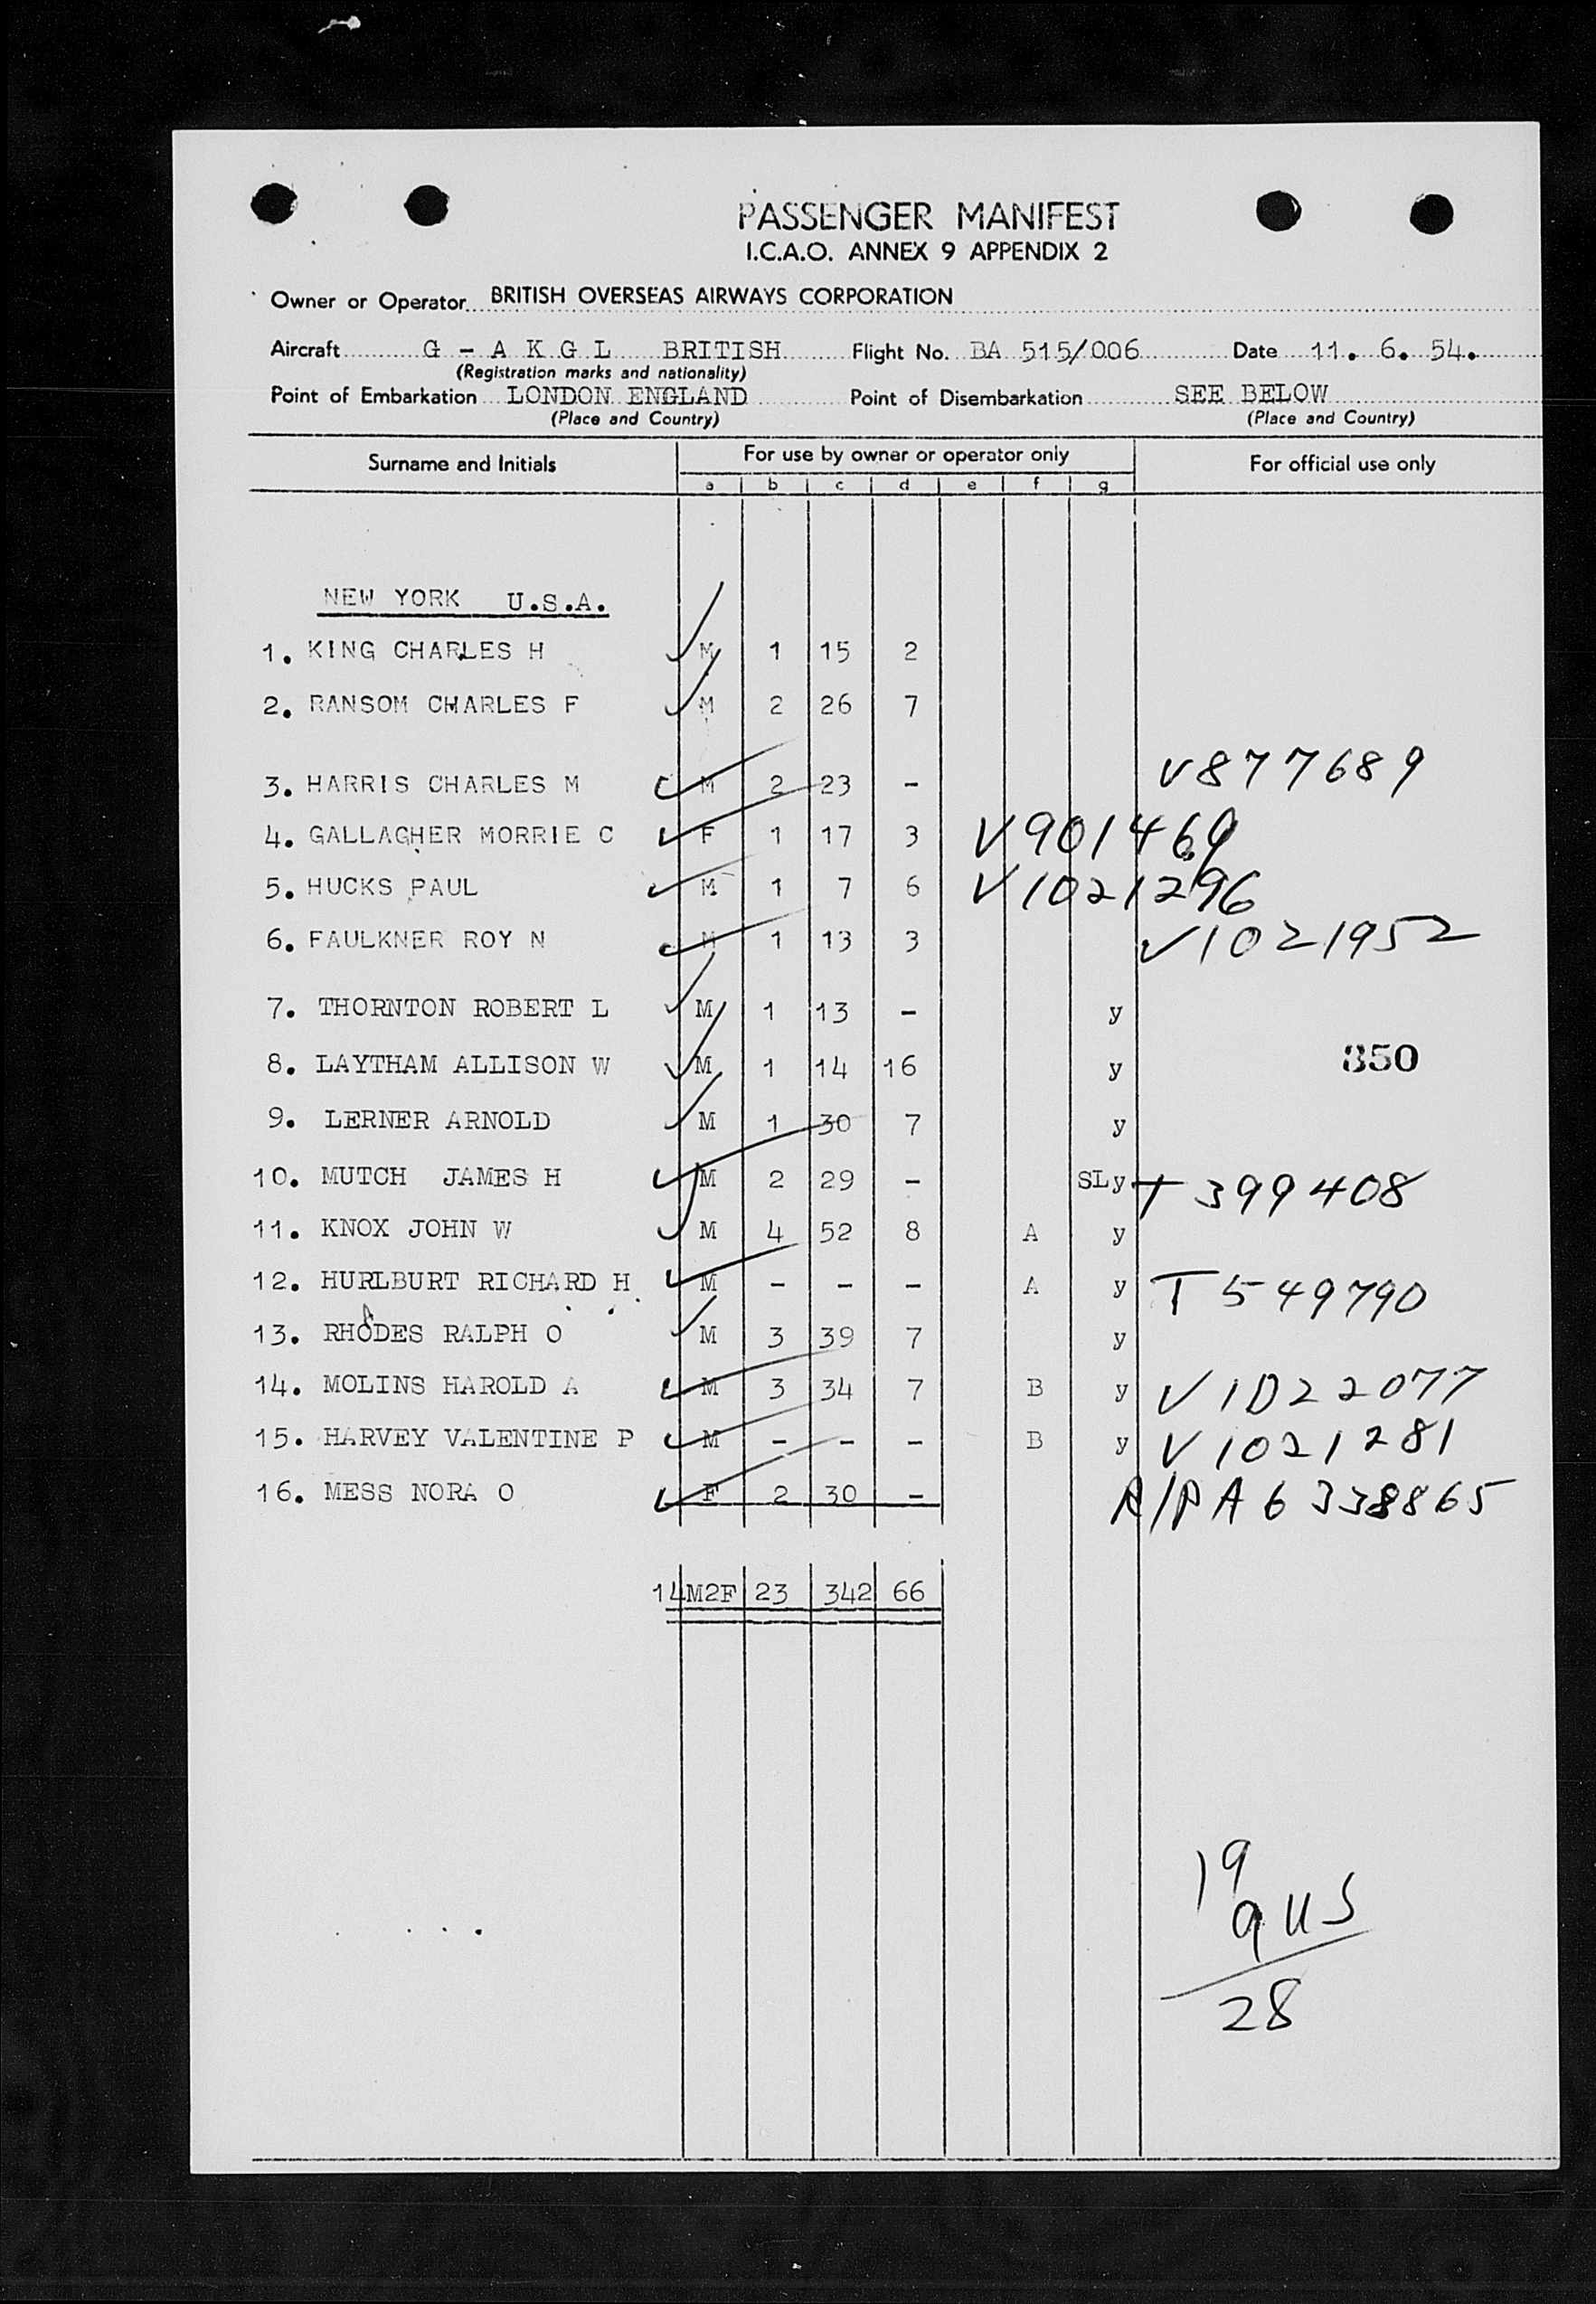 PASSENGER MANIFEST
I.C.A.O. ANNEX 9 APPENDIX 2
Owner or Operator BRITISH OVERSEAS AIRWAYS CORPORATION
Aircraft G - A K G L BRITISH Flight No. BA 515/006 Date 11. 6. 54.
(Registration marks and nationality)
Point of Embarkation LONDON ENGLAND Point of Disembarkation SEE BELOW
(Place and Country) (Place and Country)
Surname and Initials For use by owner or operator only For official use only
a b c d e f g
NEW YORK U.S.A.
1. KING CHARLES H M 1 15 2
2. RANSOM CHARLES F M 2 26 7
3. HARRIS CHARLES M M 2 23 - V877689
4. GALLAGHER MORRIE C F 1 17 3 V901469
5. HUCKS PAUL M 1 7 6 V1021296
6. FAULKNER ROY N M 1 13 3 V1021952
7. THORNTON ROBERT L M 1 13 - y
8. LAYTHAM ALLISON W M 1 14 16 y 350
9. LERNER ARNOLD M 1 30 7 y
10. MUTCH JAMES H M 2 29 - SLy T 399408
11. KNOX JOHN W M 4 52 8 A y
12. HURLBURT RICHARD H M - - - A y T 549790
13. RHODES RALPH O M 3 39 7 y
14. MOLINS HAROLD A M 3 34 7 B y V1022077
15. HARVEY VALENTINE P M - - - B y V1021281
16. MESS NORA O F 2 30 - R/P A6338865
14M2F 23 342 66
19
9 US
28